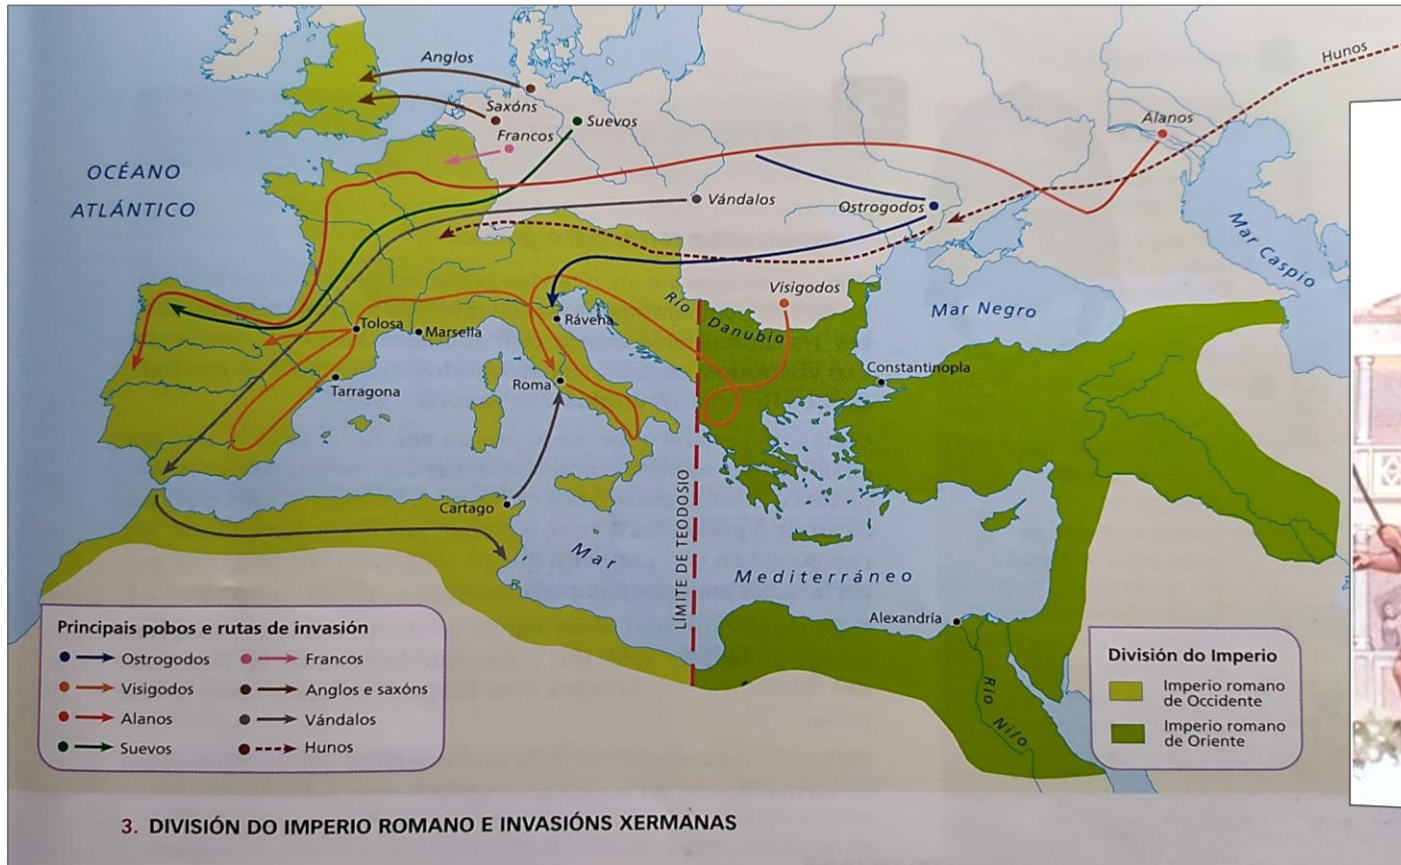 Hunos
Anglos
Saxóns
Francos
Suevos
Alanos
OCÉANO
ATLÁNTICO
Vándalos
Ostrogodos
Mar Caspio
Visigodos
Río
Danubio
Mar Negro
Tolosa
Marsella
Rávena
Constantinopla
Tarragona
Roma
LÍMITE DE TEODOSIO
Cartago
Mar
Mediterráneo
Alexandría
Río
Nilo
Principais pobos e rutas de invasión
Ostrogodos
Francos
Visigodos
Anglos e saxóns
Alanos
Vándalos
Suevos
Hunos
División do Imperio
Imperio romano
de Occidente
Imperio romano
de Oriente
3. DIVISIÓN DO IMPERIO ROMANO E INVASIÓNS XERMANAS